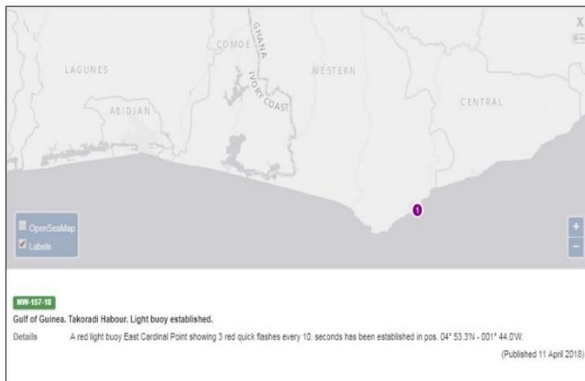 GHANA
COMOE
WESTERN
X
LAGUNES
IVORY COAST
CENTRAL
ABIDJAN
1
OpenSeaMap
Labels
+
−
NW-157-18
Gulf of Guinea. Takoradi Habour. Light buoy established.
Details A red light buoy East Cardinal Point showing 3 red quick flashes every 10. seconds has been established in pos. 04° 53.3'N - 001° 44.0'W.
(Published 11 April 2018)